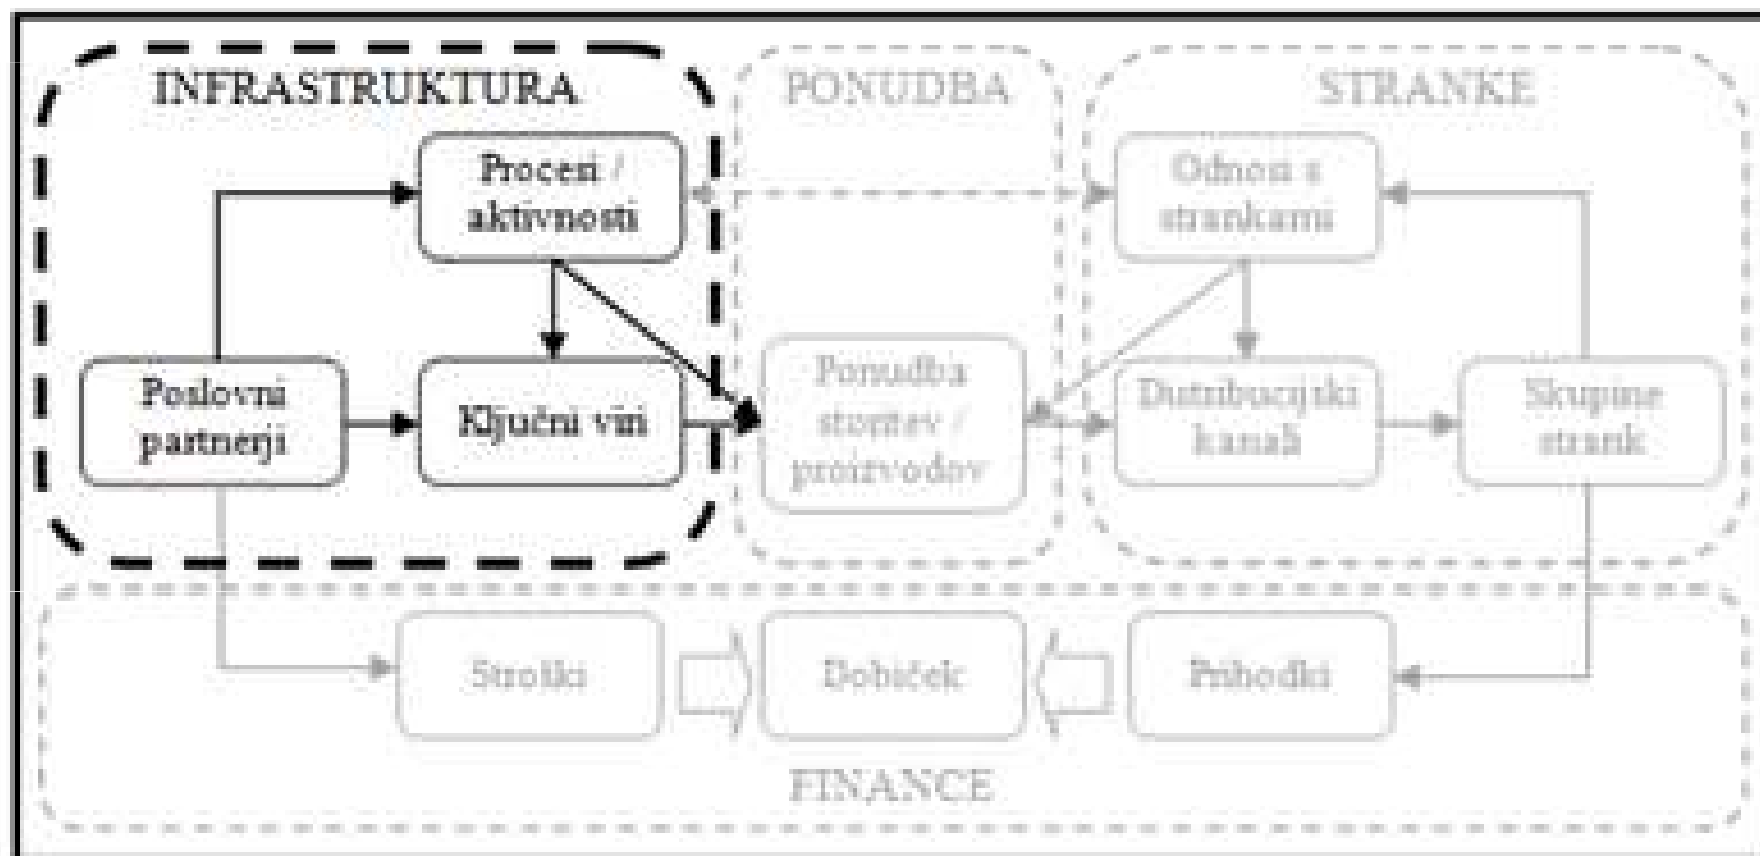 INFRASTRUKTURA
PONUDBA
STRANKE
Procesi /
aktivnosti
Odnosi s
strankami
Poslovni
partnerji
Ključni viri
Ponudba
storitev /
proizvodov
Distribucijski
kanali
Skupine
strank
Stroški
Dobiček
Prihodki
FINANCE